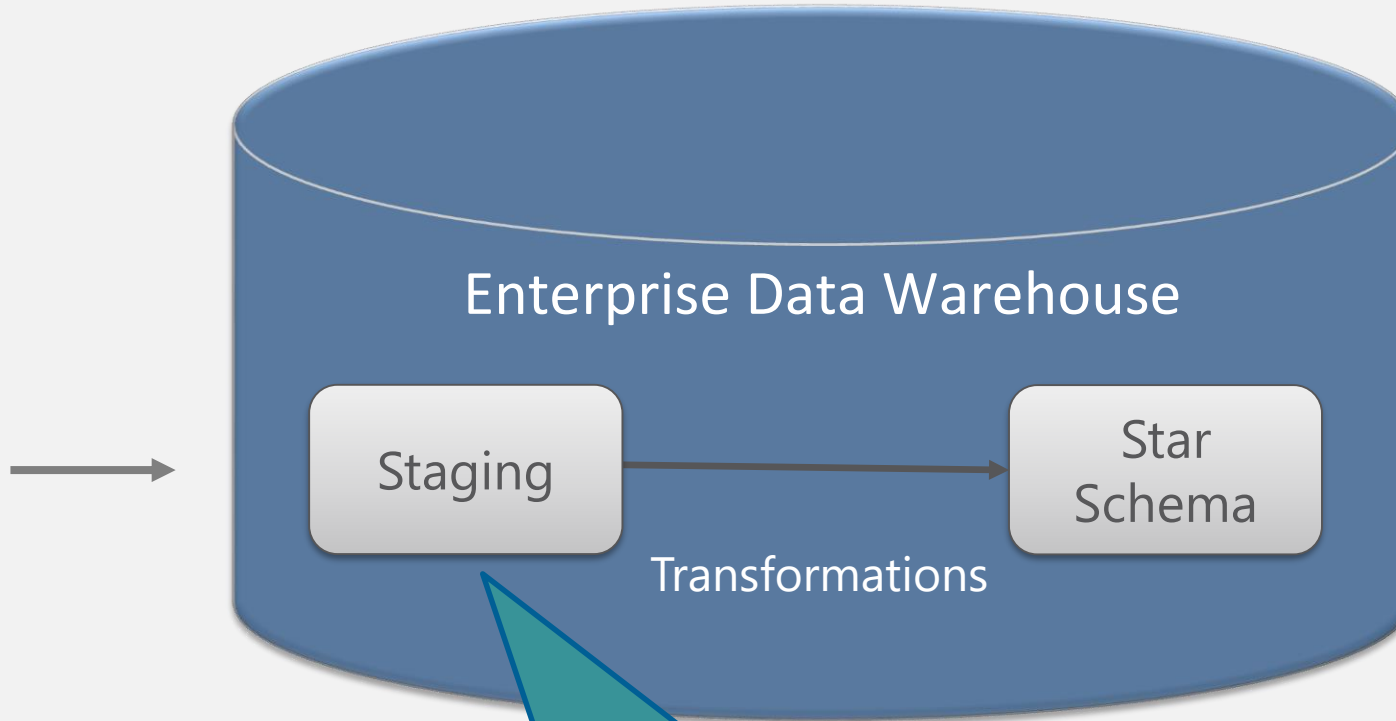 Enterprise Data Warehouse
Staging
Star
Schema
Transformations